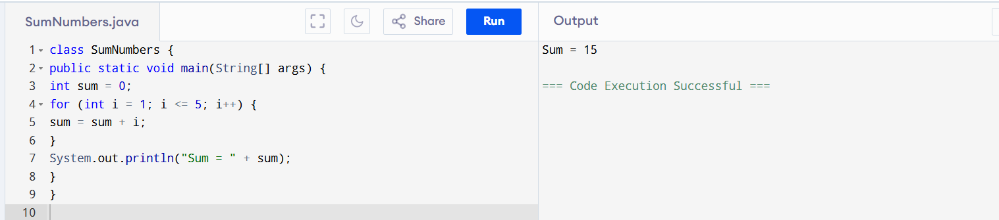 SumNumbers.java
Share
Run
Output
1 class SumNumbers {
2 public static void main(String[] args) {
3 int sum = 0;
4 for (int i = 1; i <= 5; i++) {
5 sum = sum + i;
6 }
7 System.out.println("Sum = " + sum);
8 }
9 }
10
Sum = 15
=== Code Execution Successful ===